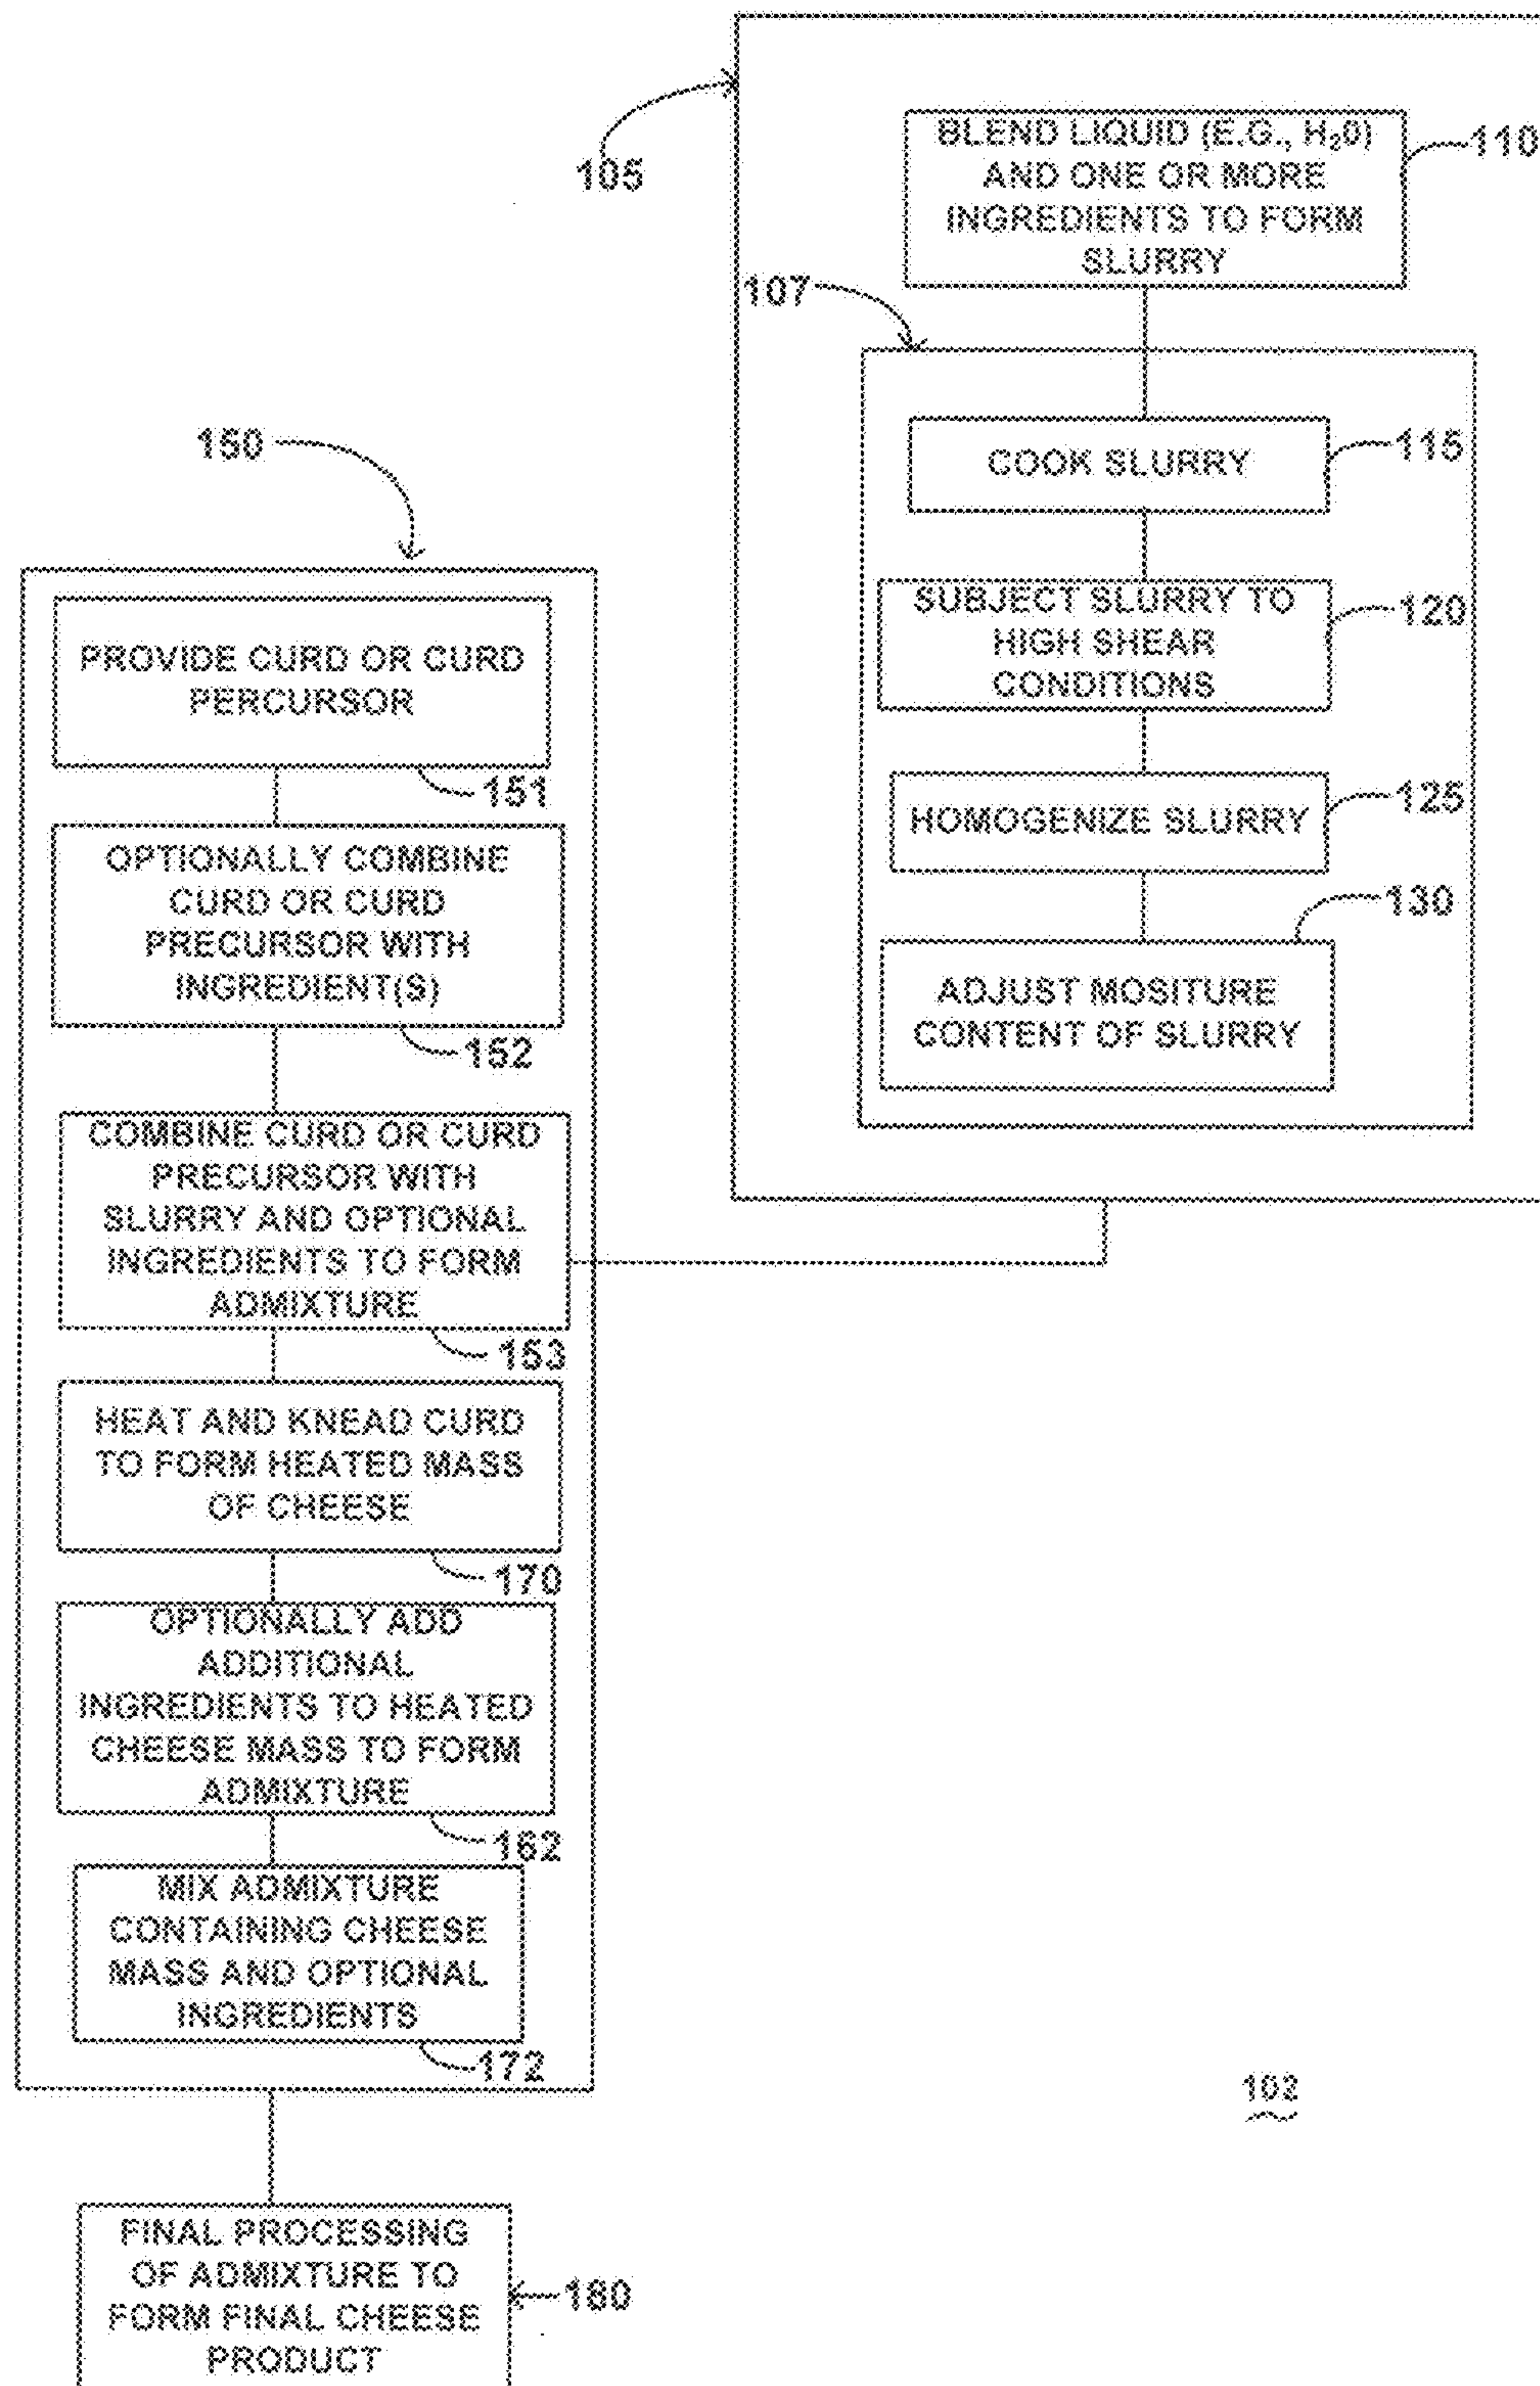 105
BLEND LIQUID (E.G., H₂0)
AND ONE OR MORE
INGREDIENTS TO FORM
SLURRY
110
107
COOK SLURRY
115
SUBJECT SLURRY TO
HIGH SHEAR
CONDITIONS
120
HOMOGENIZE SLURRY
125
130
ADJUST MOSITURE
CONTENT OF SLURRY
150
PROVIDE CURD OR CURD
PERCURSOR
151
OPTIONALLY COMBINE
CURD OR CURD
PRECURSOR WITH
INGREDIENT(S)
152
COMBINE CURD OR CURD
PRECURSOR WITH
SLURRY AND OPTIONAL
INGREDIENTS TO FORM
ADMIXTURE
153
HEAT AND KNEAD CURD
TO FORM HEATED MASS
OF CHEESE
170
OPTIONALLY ADD
ADDITIONAL
INGREDIENTS TO HEATED
CHEESE MASS TO FORM
ADMIXTURE
162
MIX ADMIXTURE
CONTAINING CHEESE
MASS AND OPTIONAL
INGREDIENTS
172
102
FINAL PROCESSING
OF ADMIXTURE TO
FORM FINAL CHEESE
PRODUCT
180